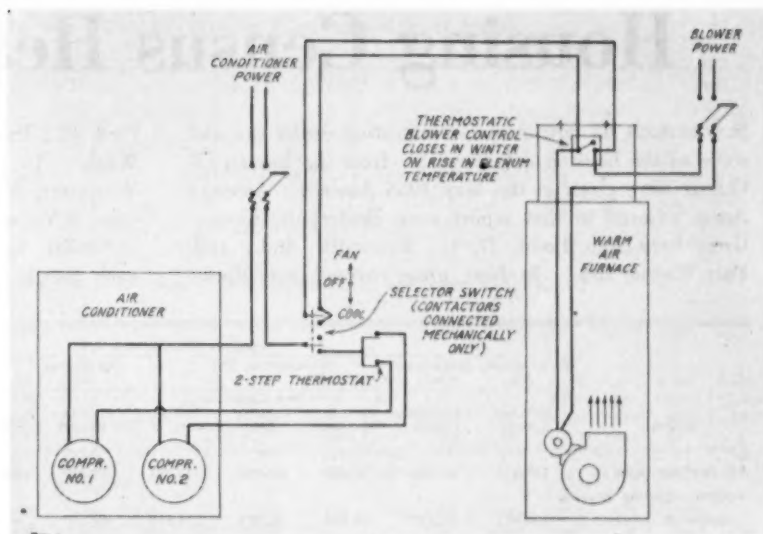 AIR
CONDITIONER
POWER
BLOWER
POWER
THERMOSTATIC
BLOWER CONTROL
CLOSES IN WINTER
ON RISE IN PLENUM
TEMPERATURE
WARM
AIR
FURNACE
FAN
OFF
COOL
SELECTOR SWITCH
(CONTACTORS
CONNECTED
MECHANICALLY
ONLY)
2-STEP THERMOSTAT
AIR
CONDITIONER
COMPR.
NO.1
COMPR.
NO.2